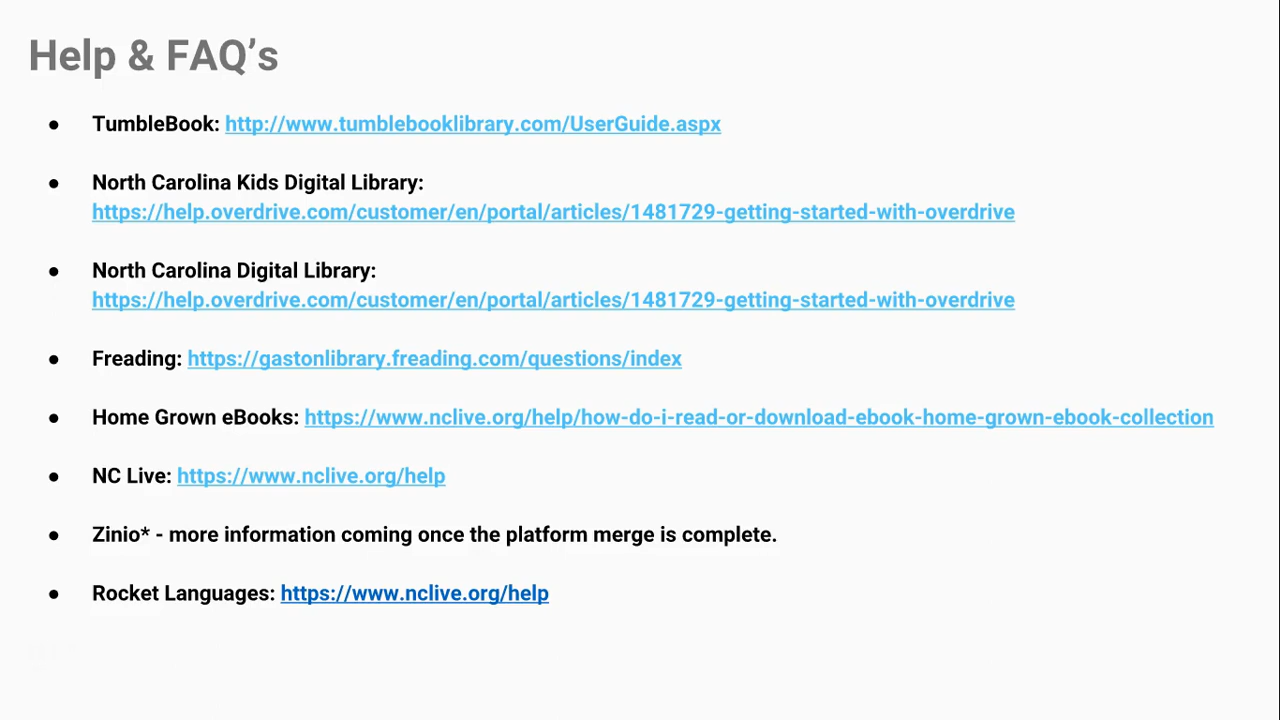 Help & FAQ’s
● TumbleBook: http://www.tumblebooklibrary.com/UserGuide.aspx
● North Carolina Kids Digital Library:
https://help.overdrive.com/customer/en/portal/articles/1481729-getting-started-with-overdrive
● North Carolina Digital Library:
https://help.overdrive.com/customer/en/portal/articles/1481729-getting-started-with-overdrive
● Freading: https://gastonlibrary.freading.com/questions/index
● Home Grown eBooks: https://www.nclive.org/help/how-do-i-read-or-download-ebook-home-grown-ebook-collection
● NC Live: https://www.nclive.org/help
● Zinio* - more information coming once the platform merge is complete.
● Rocket Languages: https://www.nclive.org/help